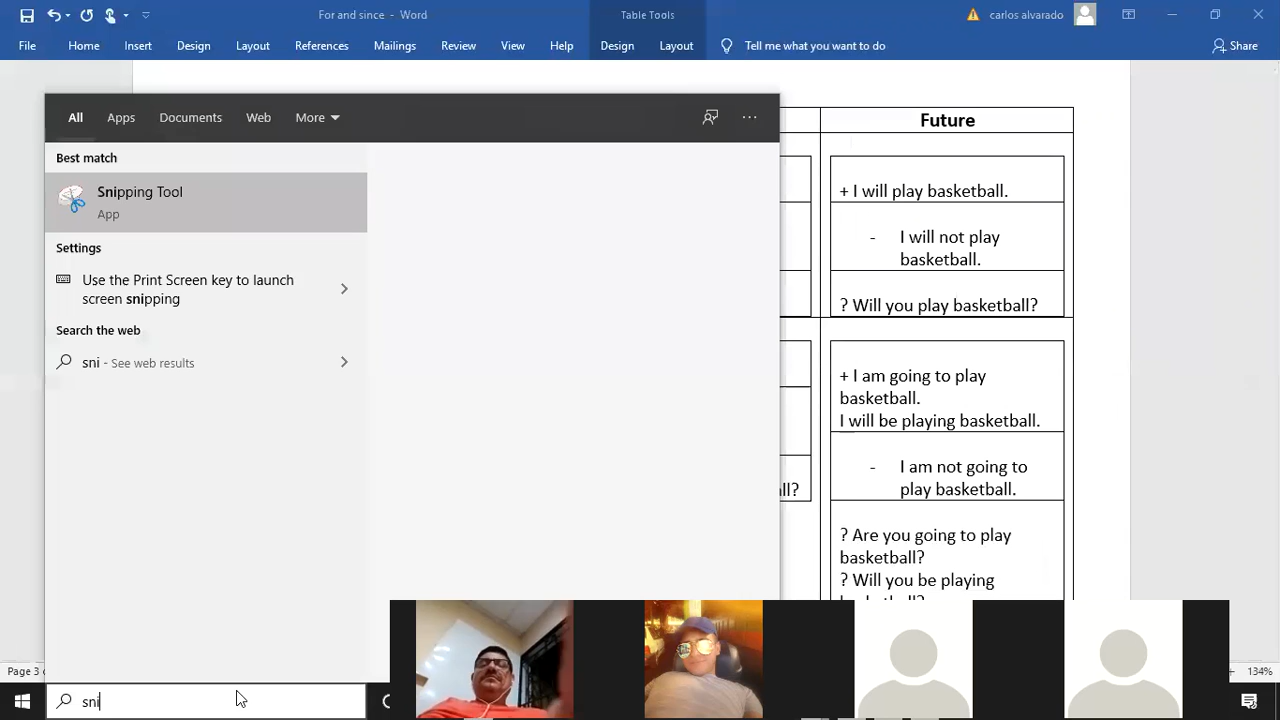 For and since - Word
Table Tools
carlos alvarado
File Home Insert Design Layout References Mailings Review View Help Design Layout Tell me what you want to do Share
All Apps Documents Web More
Best match
Snipping Tool
App
Settings
Use the Print Screen key to launch
screen snipping
Search the web
sni - See web results
Future
+ I will play basketball.
- I will not play
basketball.
? Will you play basketball?
+ I am going to play
basketball.
I will be playing basketball.
- I am not going to
play basketball.
all?
? Are you going to play
basketball?
? Will you be playing
Page 3
134%
sni